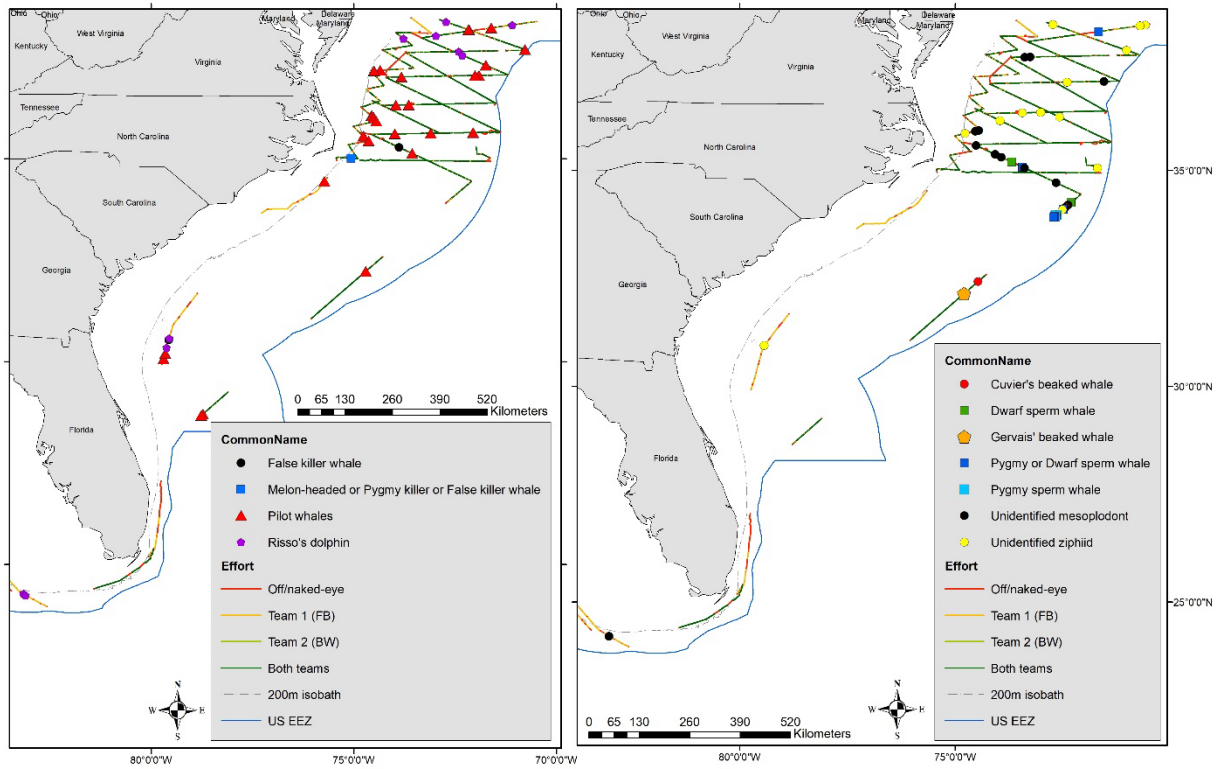 Ohio
Ohio
Maryland
Delaware
Maryland
West Virginia
Kentucky
Virginia
Tennessee
North Carolina
South Carolina
Georgia
Florida
0 65 130 260 390 520
Kilometers
CommonName
False killer whale
Melon-headed or Pygmy killer or False killer whale
Pilot whales
Risso's dolphin
Effort
Off/naked-eye
Team 1 (FB)
Team 2 (BW)
Both teams
200m isobath
US EEZ
N
W E
S
80°0'0"W 75°0'0"W 70°0'0"W
Ohio
Ohio
Maryland
Delaware
Maryland
West Virginia
Kentucky
Virginia
Tennessee
North Carolina
South Carolina
Georgia
Florida
35°0'0"N
30°0'0"N
25°0'0"N
CommonName
Cuvier's beaked whale
Dwarf sperm whale
Gervais' beaked whale
Pygmy or Dwarf sperm whale
Pygmy sperm whale
Unidentified mesoplodont
Unidentified ziphiid
Effort
Off/naked-eye
Team 1 (FB)
Team 2 (BW)
Both teams
200m isobath
US EEZ
N
W E
S
0 65 130 260 390 520
Kilometers
80°0'0"W 75°0'0"W